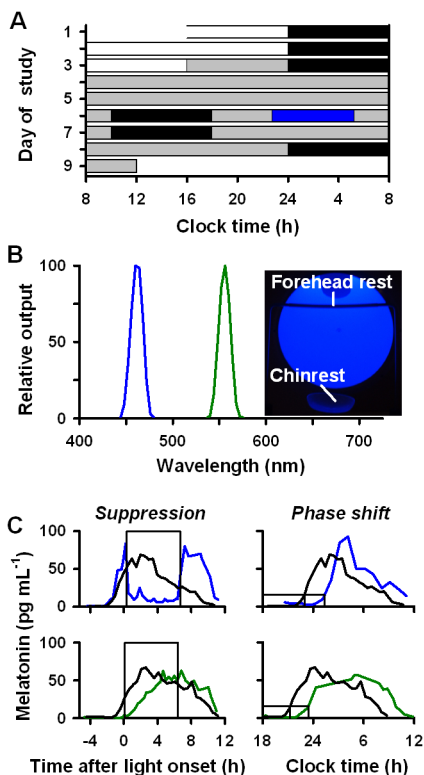 A
Day of study
1
3
5
7
9
8 12 16 20 24 4 8
Clock time (h)
B
Relative output
100
50
0
Forehead rest
Chinrest
400 500 600 700
Wavelength (nm)
C
Suppression Phase shift
Melatonin (pg mL-1)
100
50
0
100
50
0
-4 0 4 8 12 18 24 6 12
Time after light onset (h) Clock time (h)